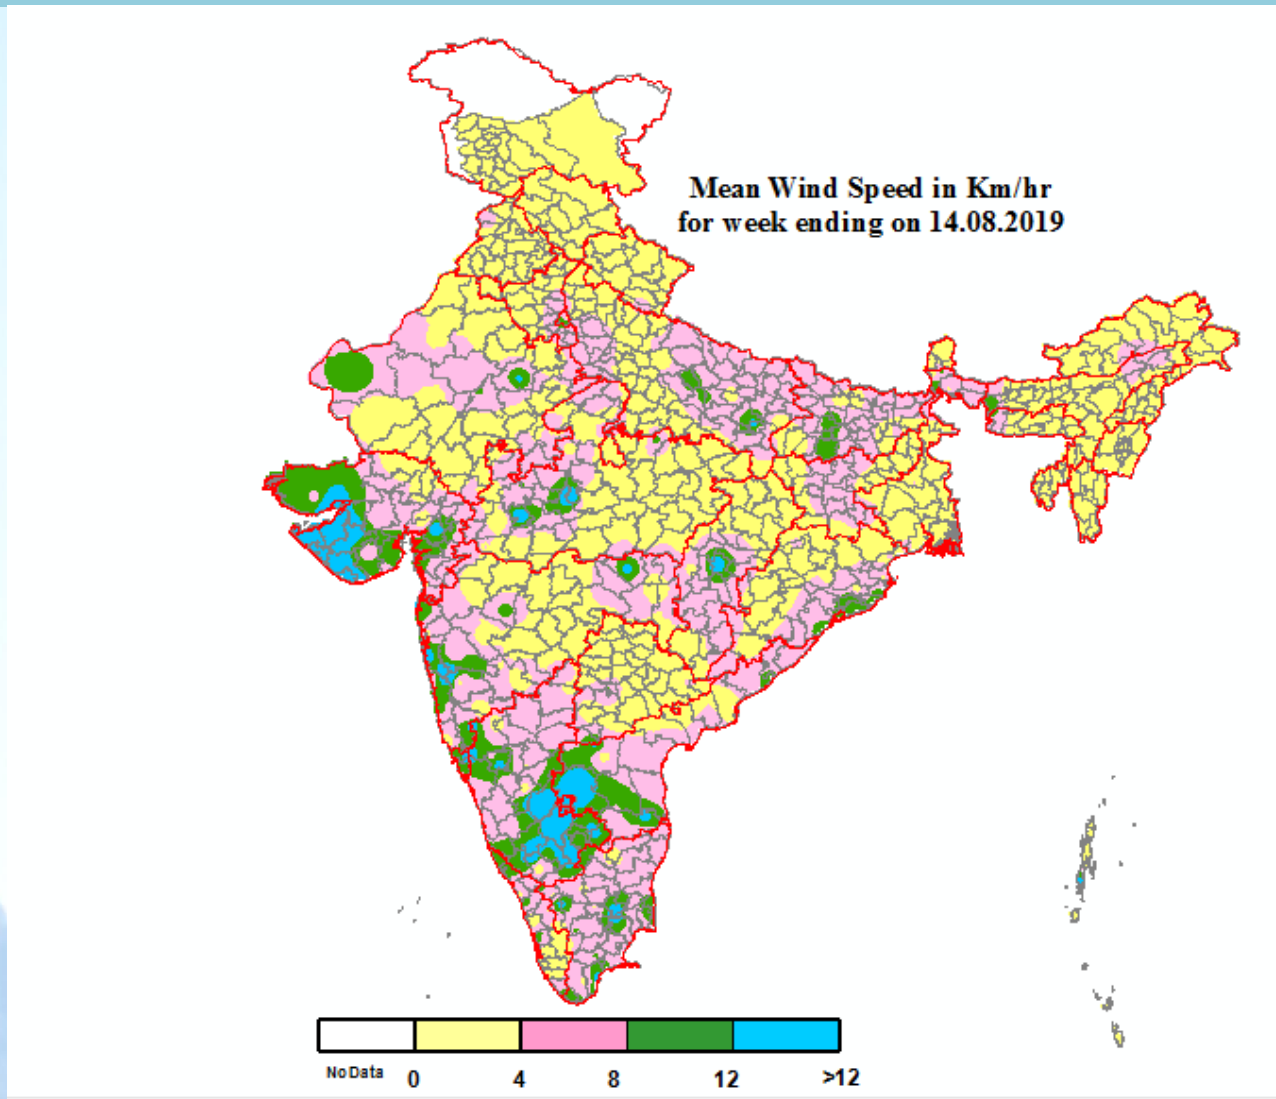 Mean Wind Speed in Km/hr
for week ending on 14.08.2019
No Data 0 4 8 12 >12